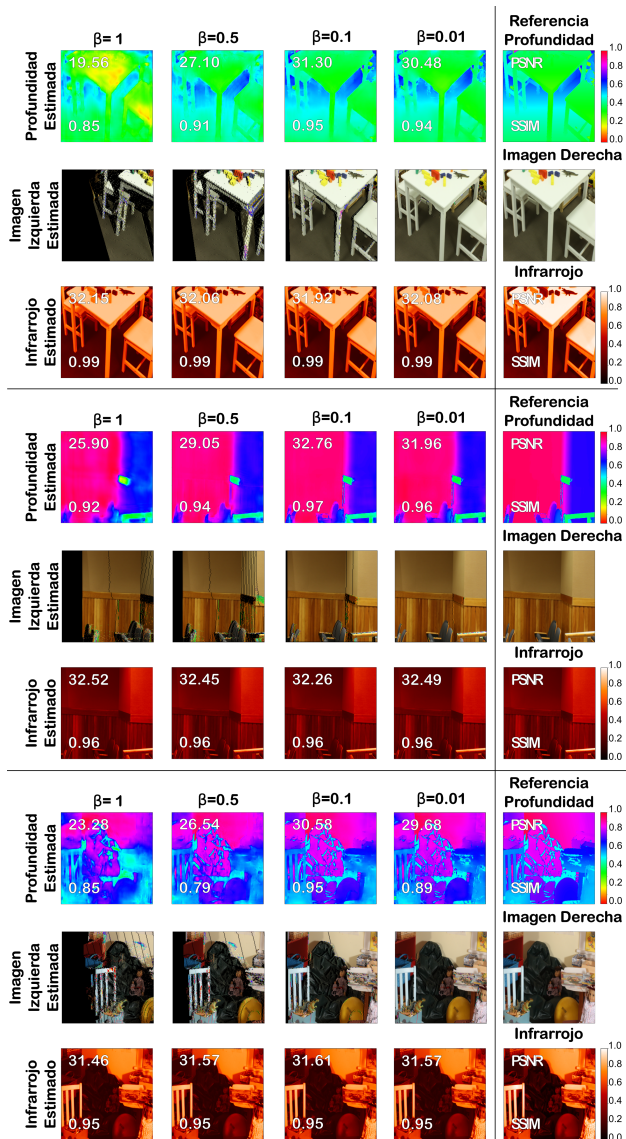 Referencia
β= 1 β=0.5 β=0.1 β=0.01 Profundidad
Profundidad
Estimada
19.56 27.10 31.30 30.48 PSNR
0.85 0.91 0.95 0.94 SSIM
1.0
0.8
0.6
0.4
0.2
0.0
Imagen Derecha
Imagen
Izquierda
Estimada
Infrarrojo
Infrarrojo
Estimado
32.15 32.06 31.92 32.08 PSNR
0.99 0.99 0.99 0.99 SSIM
1.0
0.8
0.6
0.4
0.2
0.0
Referencia
β= 1 β=0.5 β=0.1 β=0.01 Profundidad
Profundidad
Estimada
25.90 29.05 32.76 31.96 PSNR
0.92 0.94 0.97 0.96 SSIM
1.0
0.8
0.6
0.4
0.2
0.0
Imagen Derecha
Imagen
Izquierda
Estimada
Infrarrojo
Infrarrojo
Estimado
32.52 32.45 32.26 32.49 PSNR
0.96 0.96 0.96 0.96 SSIM
1.0
0.8
0.6
0.4
0.2
0.0
Referencia
β= 1 β=0.5 β=0.1 β=0.01 Profundidad
Profundidad
Estimada
23.28 26.54 30.58 29.68 PSNR
0.85 0.79 0.95 0.89 SSIM
1.0
0.8
0.6
0.4
0.2
0.0
Imagen Derecha
Imagen
Izquierda
Estimada
Infrarrojo
Infrarrojo
Estimado
31.46 31.57 31.61 31.57 PSNR
0.95 0.95 0.95 0.95 SSIM
1.0
0.8
0.6
0.4
0.2
0.0